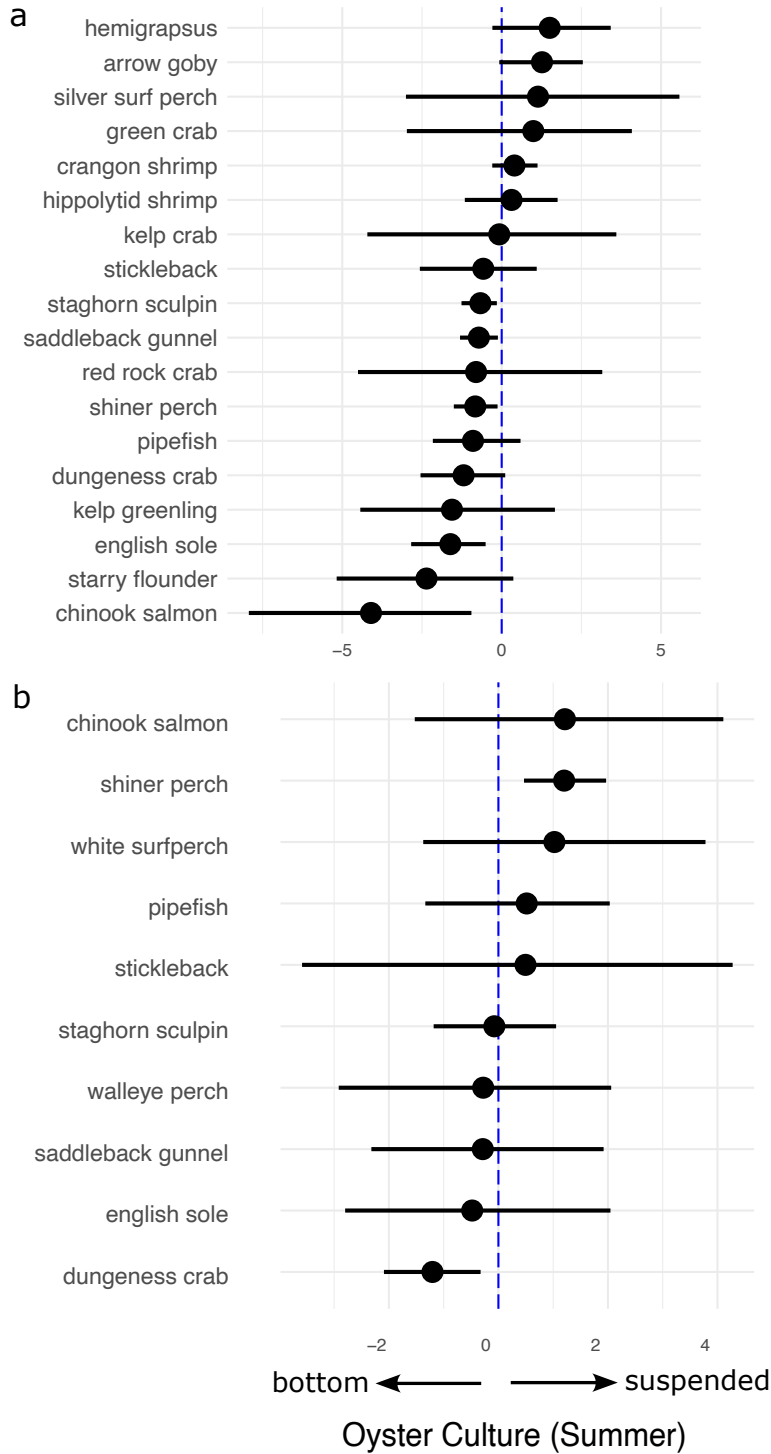 a
hemigrapsus
arrow goby
silver surf perch
green crab
crangon shrimp
hippolytid shrimp
kelp crab
stickleback
staghorn sculpin
saddleback gunnel
red rock crab
shiner perch
pipefish
dungeness crab
kelp greenling
english sole
starry flounder
chinook salmon
−5 0 5
b
chinook salmon
shiner perch
white surfperch
pipefish
stickleback
staghorn sculpin
walleye perch
saddleback gunnel
english sole
dungeness crab
-2 0 2 4
bottom suspended
Oyster Culture (Summer)